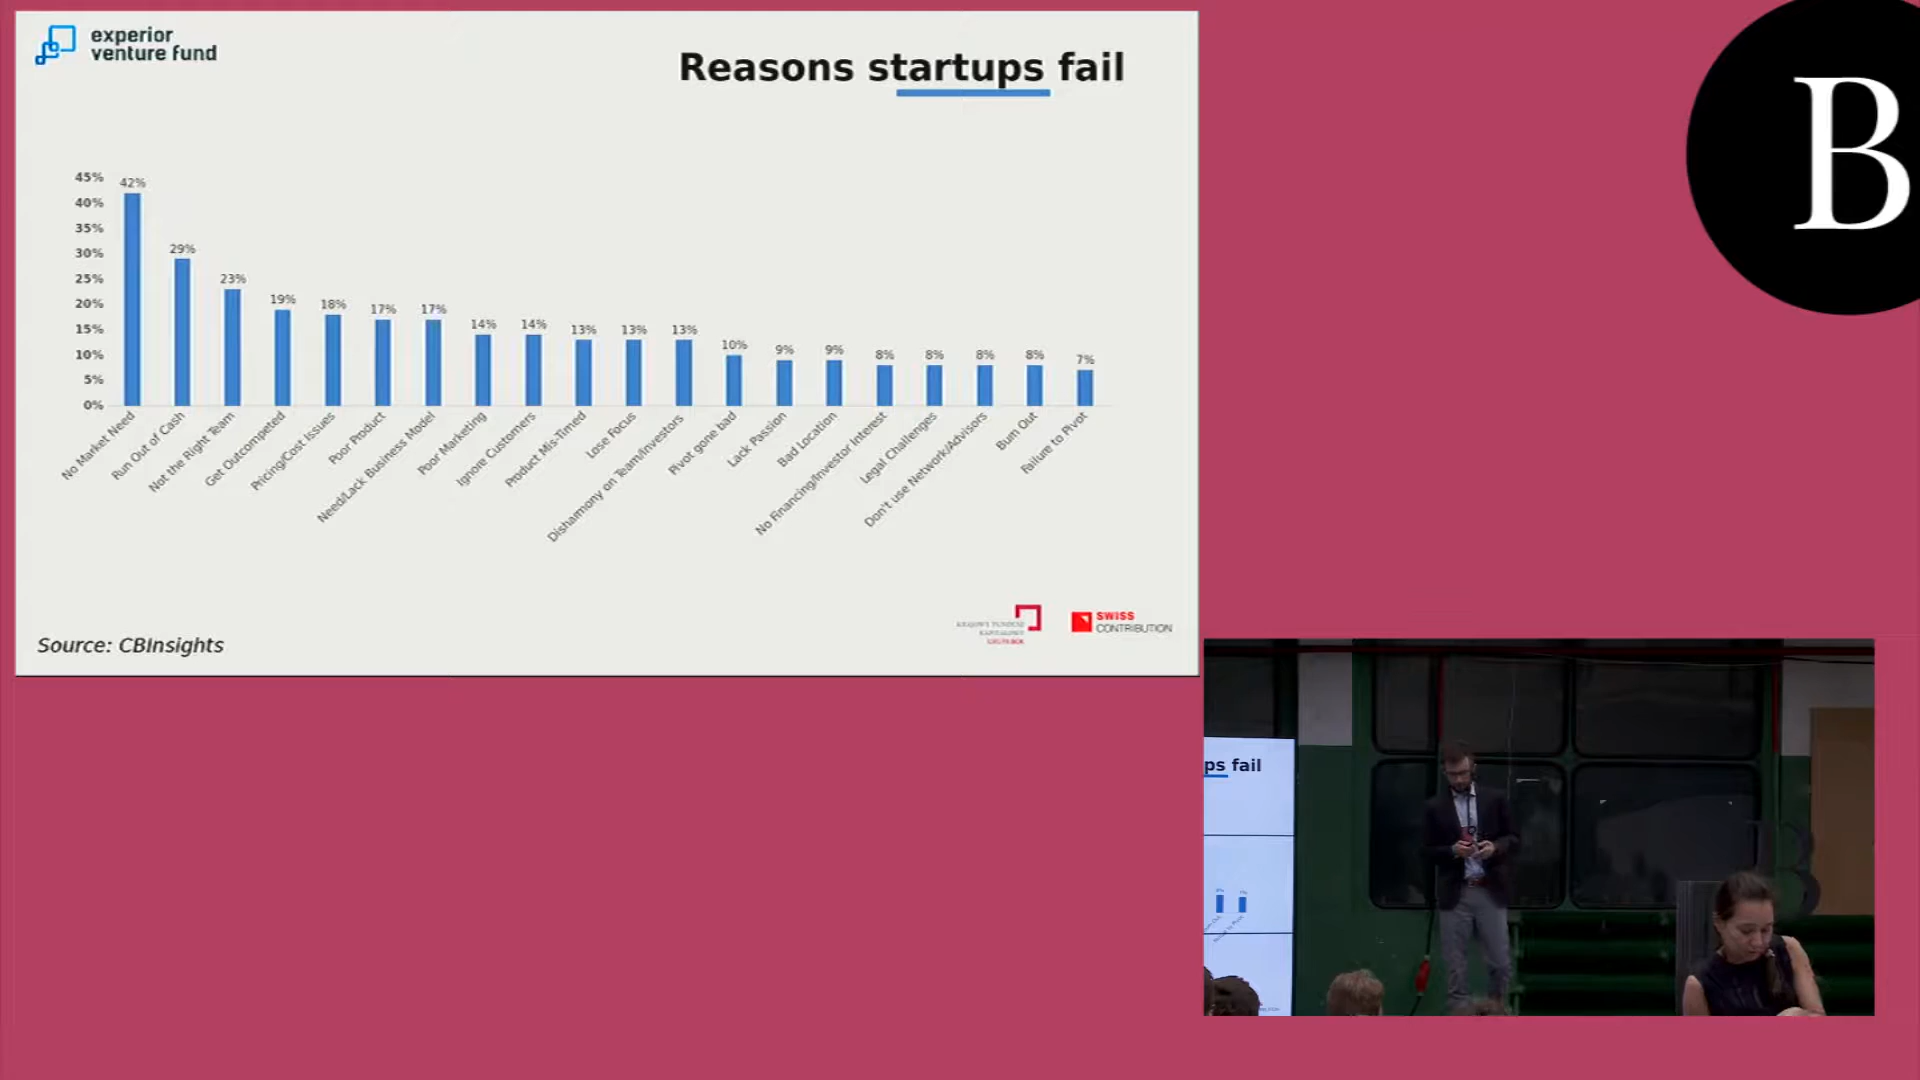 experior
venture fund
Reasons startups fail
B
45%
40%
35%
30%
25%
20%
15%
10%
5%
0%
42%
29%
23%
19%
18%
17%
17%
14%
14%
13%
13%
13%
10%
9%
9%
8%
8%
8%
8%
7%
No Market Need
Run Out of Cash
Not the Right Team
Get Outcompeted
Pricing/Cost Issues
Poor Product
Need/Lack Business Model
Poor Marketing
Ignore Customers
Product Mis-Timed
Lose Focus
Disharmony on Team/Investors
Pivot gone bad
Lack Passion
Bad Location
No Financing/Investor Interest
Legal Challenges
Don't use Network/Advisors
Burn Out
Failure to Pivot
Source: CBInsights
SWISS
CONTRIBUTION
ps fail